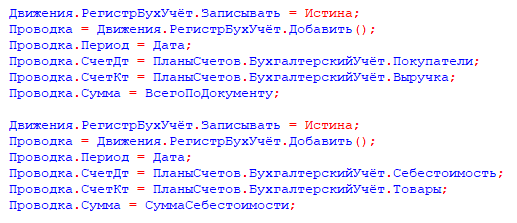 Движения.РегистрБухУчёт.Записывать = Истина;
Проводка = Движения.РегистрБухУчёт.Добавить();
Проводка.Период = Дата;
Проводка.СчетДт = ПланыСчетов.БухгалтерскийУчёт.Покупатели;
Проводка.СчетКт = ПланыСчетов.БухгалтерскийУчёт.Выручка;
Проводка.Сумма = ВсегоПоДокументу;

Движения.РегистрБухУчёт.Записывать = Истина;
Проводка = Движения.РегистрБухУчёт.Добавить();
Проводка.Период = Дата;
Проводка.СчетДт = ПланыСчетов.БухгалтерскийУчёт.Себестоимость;
Проводка.СчетКт = ПланыСчетов.БухгалтерскийУчёт.Товары;
Проводка.Сумма = СуммаСебестоимости;